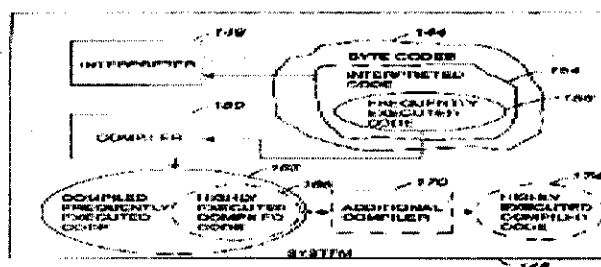 INTERPRETER
BYTE CODES
INTERPRETED
CODE
FREQUENTLY
EXECUTED
CODE
COMPILER
COMPILED
FREQUENTLY
EXECUTED
CODE
HIGHLY
EXECUTED
COMPILED
CODE
170
ADDITIONAL
COMPILER
HIGHLY
EXECUTED
COMPILED
CODE
SYSTEM